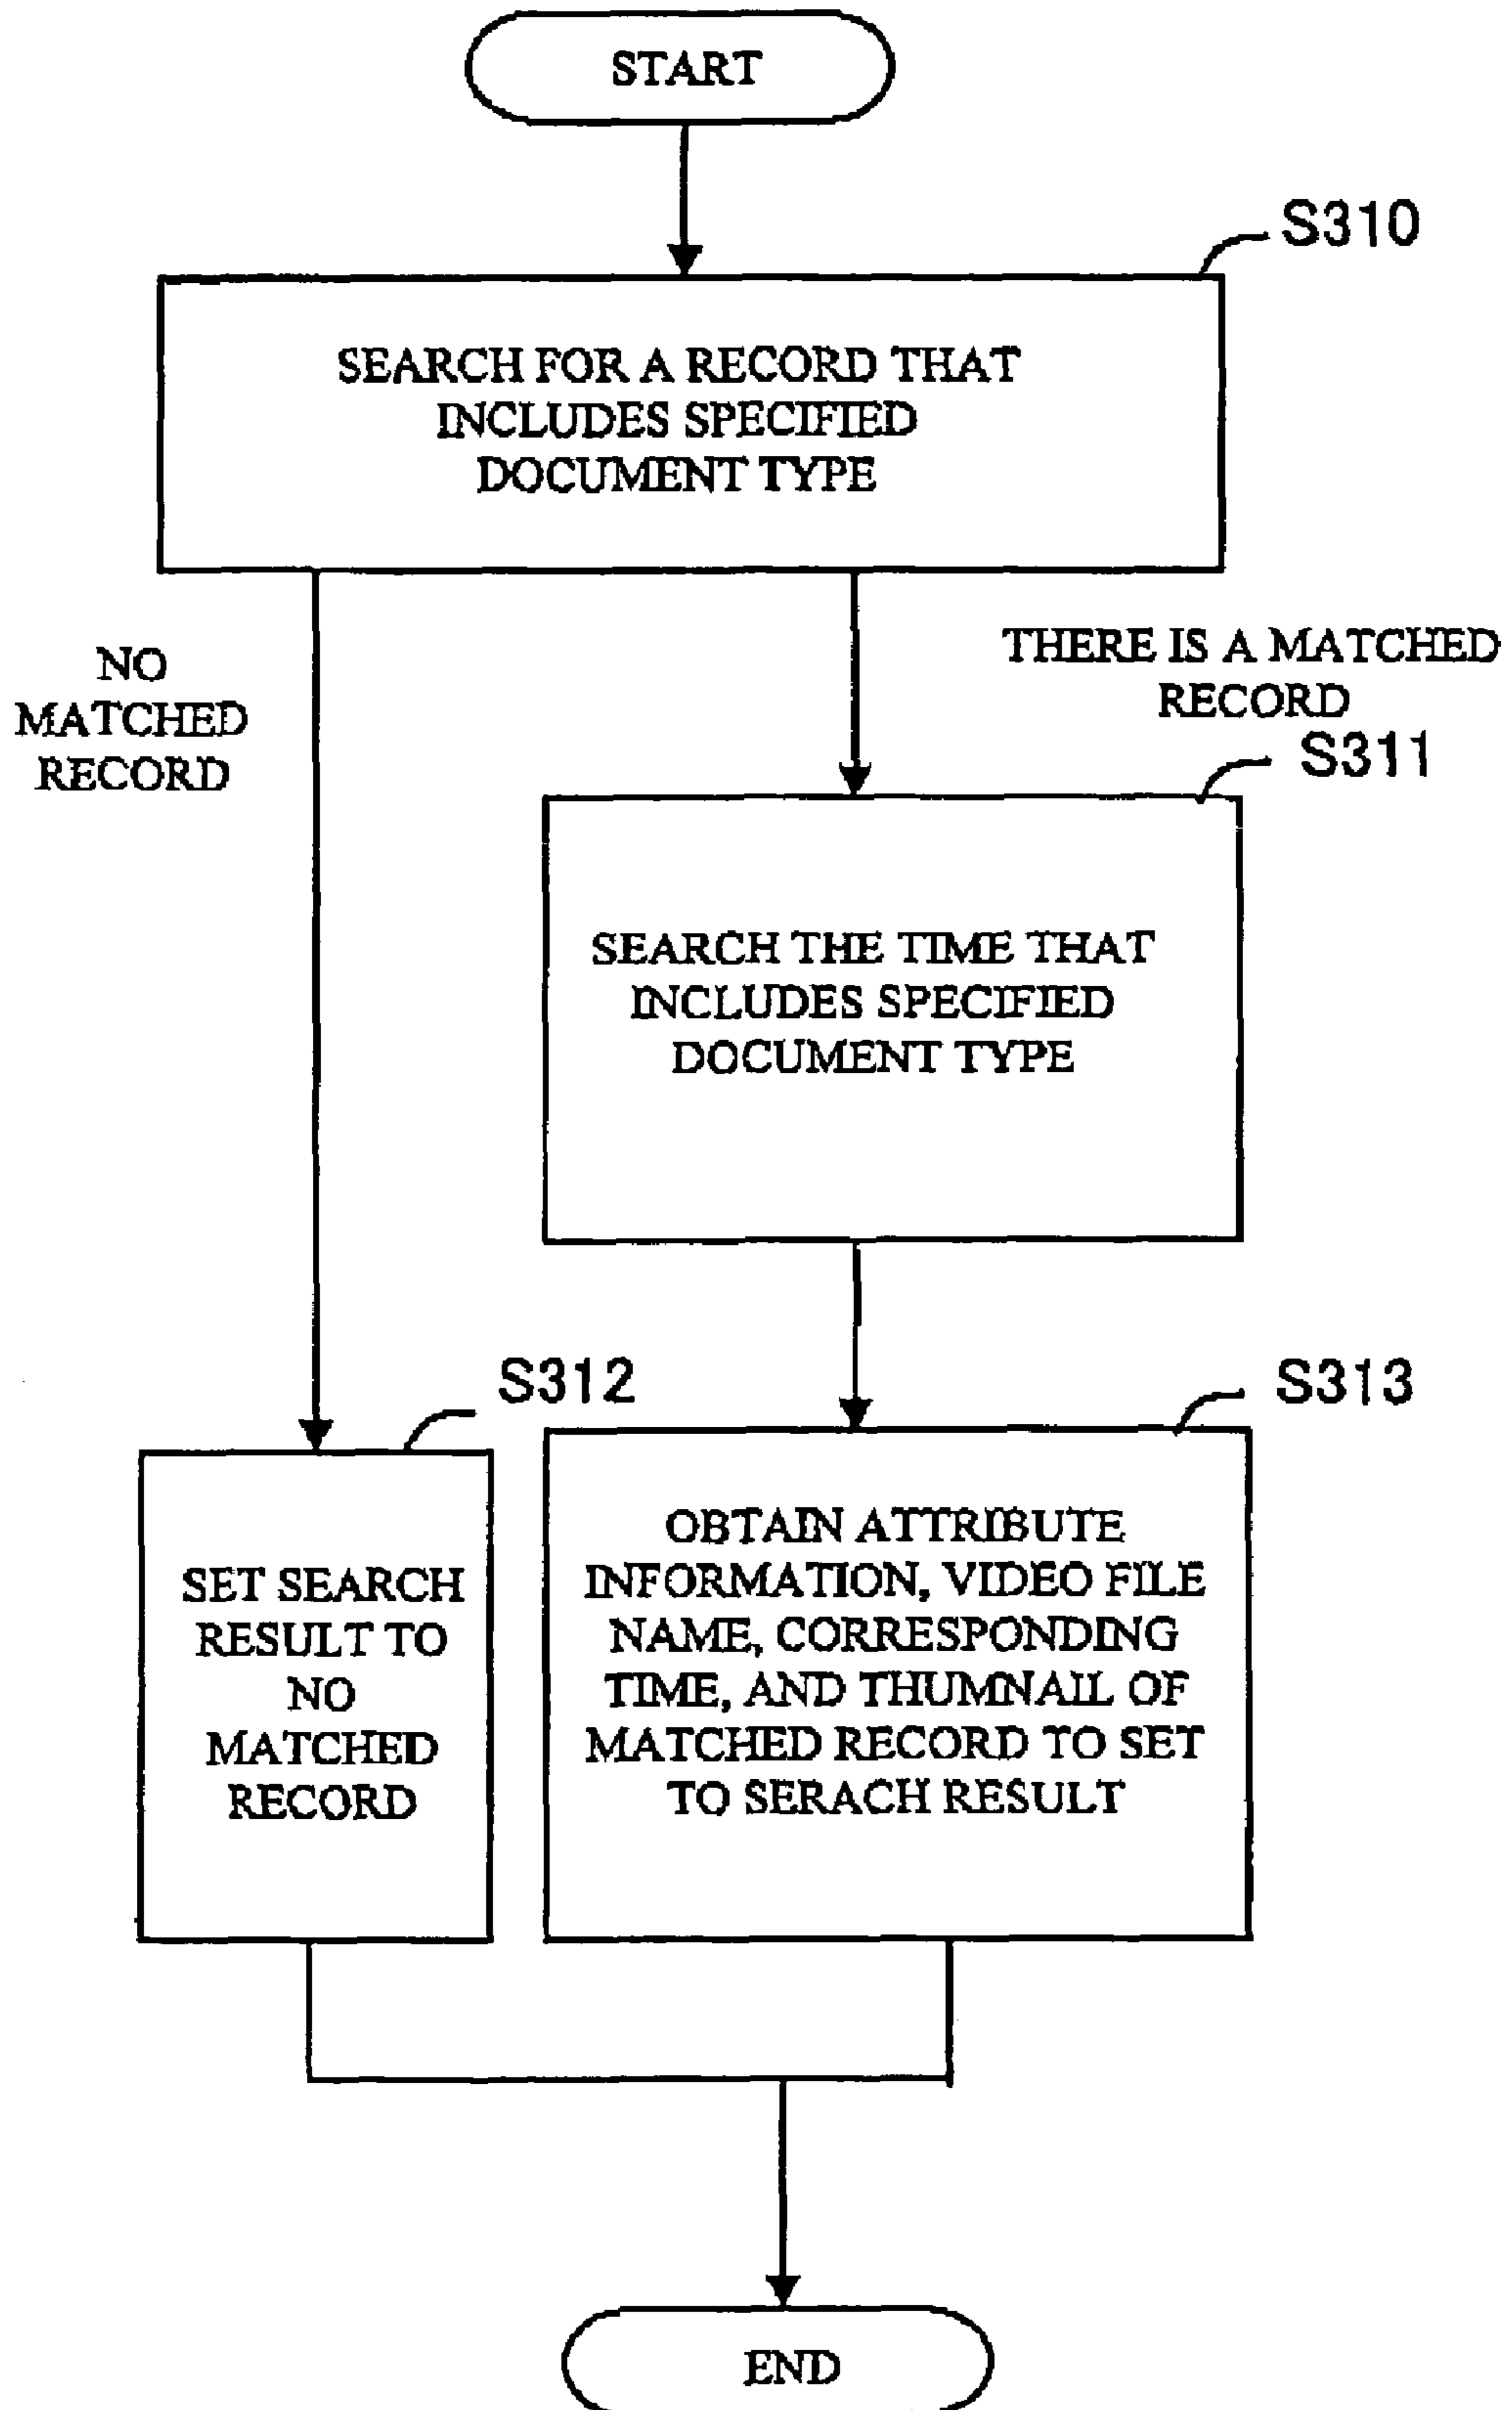 START
S310
SEARCH FOR A RECORD THAT
INCLUDES SPECIFIED
DOCUMENT TYPE
NO
MATCHED
RECORD
THERE IS A MATCHED
RECORD
S311
SEARCH THE TIME THAT
INCLUDES SPECIFIED
DOCUMENT TYPE
S312
SET SEARCH
RESULT TO
NO
MATCHED
RECORD
S313
OBTAIN ATTRIBUTE
INFORMATION, VIDEO FILE
NAME, CORRESPONDING
TIME, AND THUMNAIL OF
MATCHED RECORD TO SET
TO SERACH RESULT
END